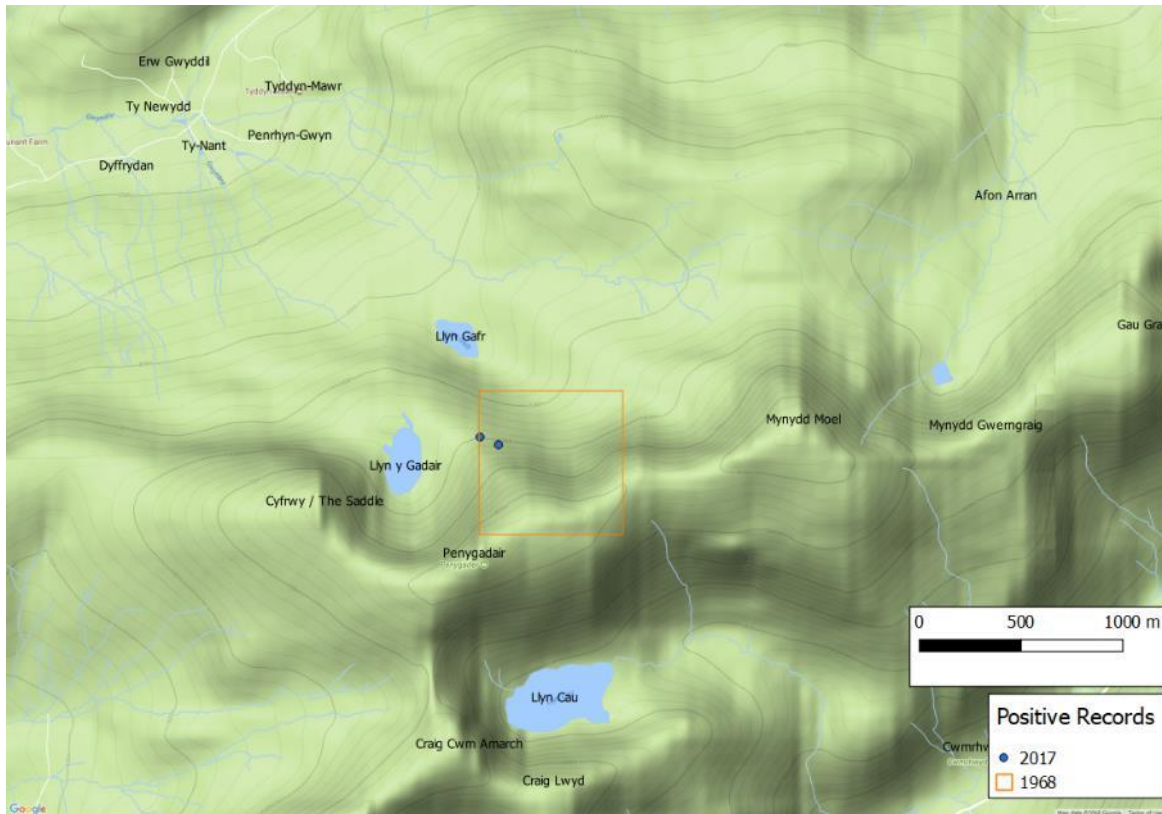 Erw Gwyddil
Tyddyn-Mawr
Ty Newydd
Penrhyn-Gwyn
Ty-Nant
Dyffrydan
Afon Arran
Gau Gra
Llyn Gafr
Mynydd Moel
Mynydd Gwerngraig
Llyn y Gadair
Cyfrwy / The Saddle
Penygadair
Llyn Cau
Craig Cwm Amarch
Craig Lwyd
Cwmrhw
0 500 1000 m
Positive Records
2017
1968
Google